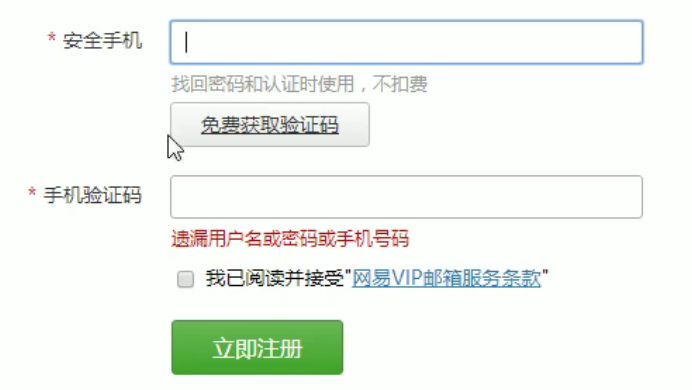 * 安全手机
找回密码和认证时使用，不扣费
免费获取验证码
* 手机验证码
遗漏用户名或密码或手机号码
我已阅读并接受"网易VIP邮箱服务条款"
立即注册